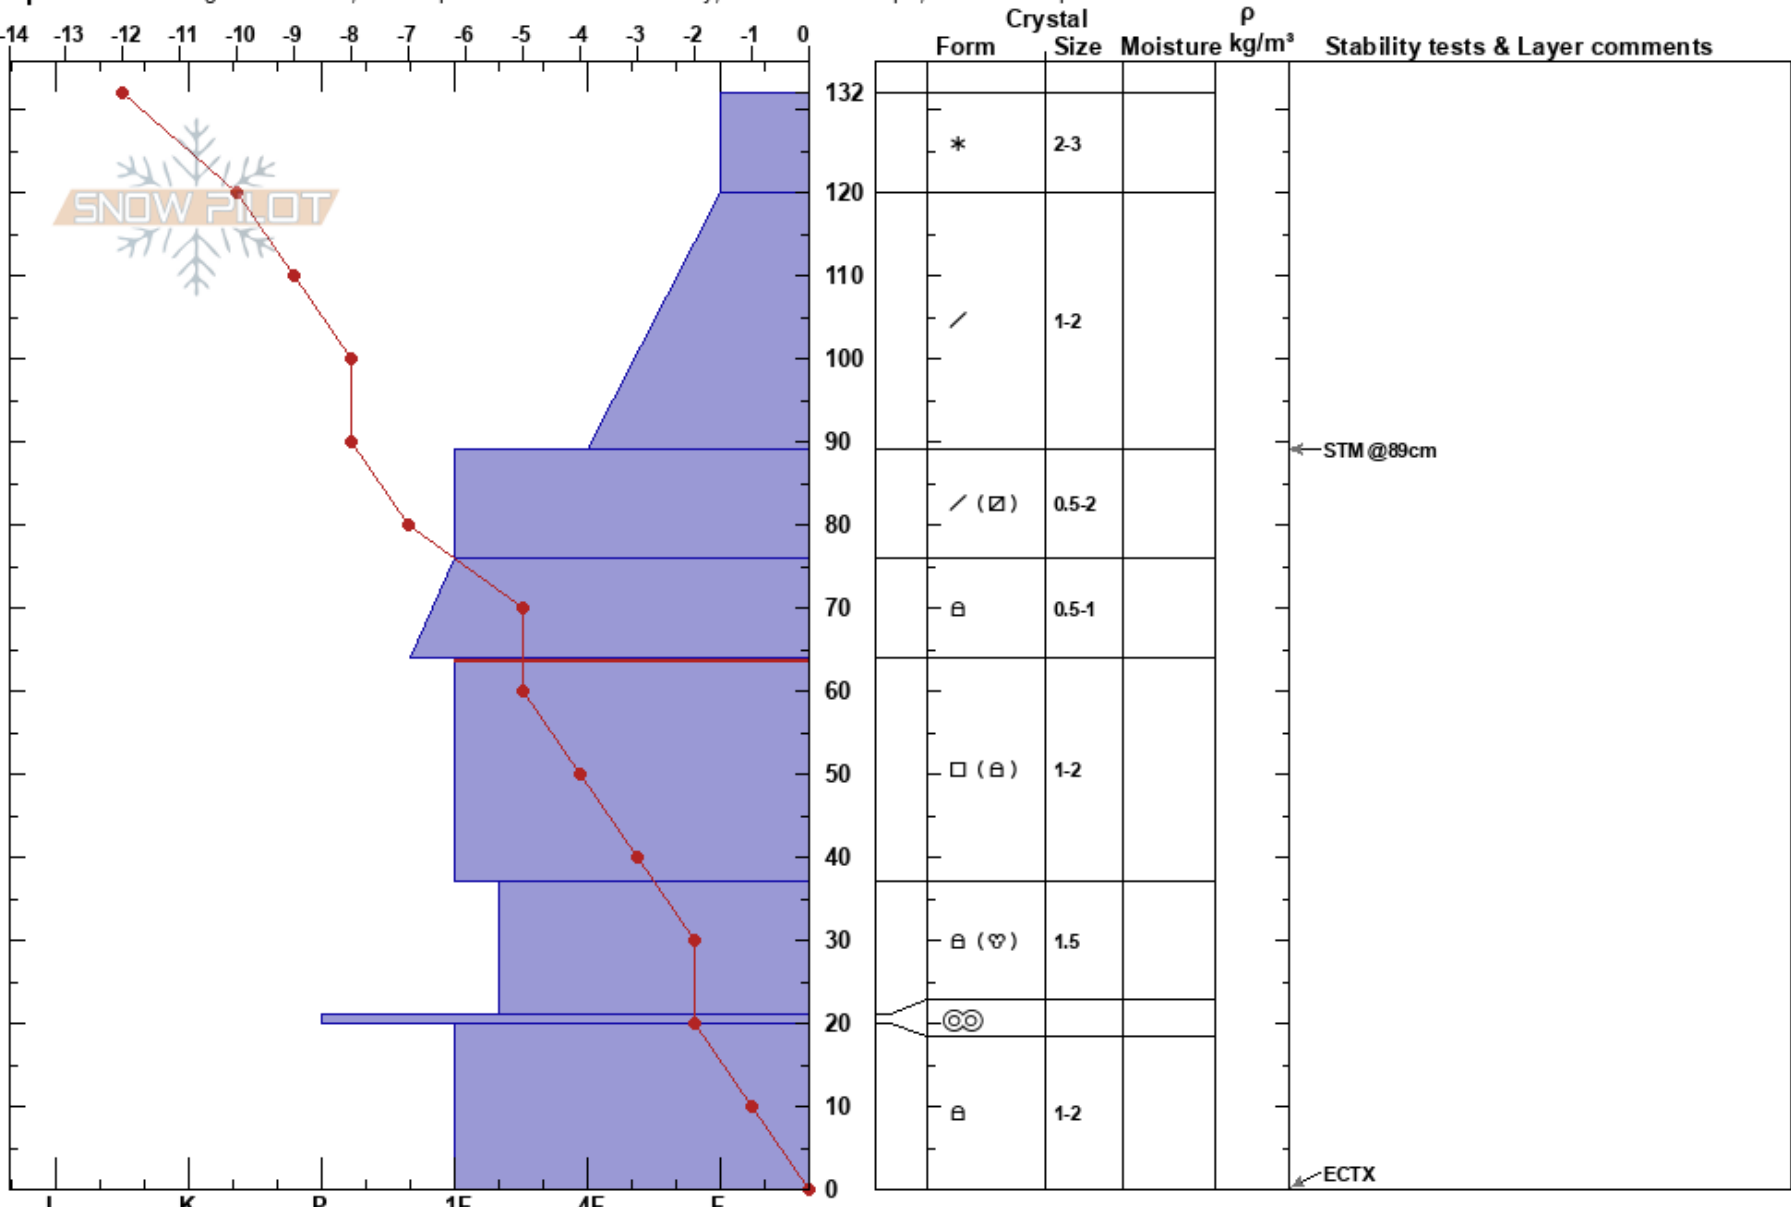 Crystal ρ
-14 -13 -12 -11 -10 -9 -8 -7 -6 -5 -4 -3 -2 -1 0 Form Size Moisture kg/m³ Stability tests & Layer comments
132
* 2-3
SNOW PILOT 120
110
/ 1-2
100
90
STM @89cm
/ ( ) 0.5-2
80
70 0.5-1
60
( ) 1-2
50
40
30 ( ) 1.5
20
10 1-2
ECTX
0
1F 4F F